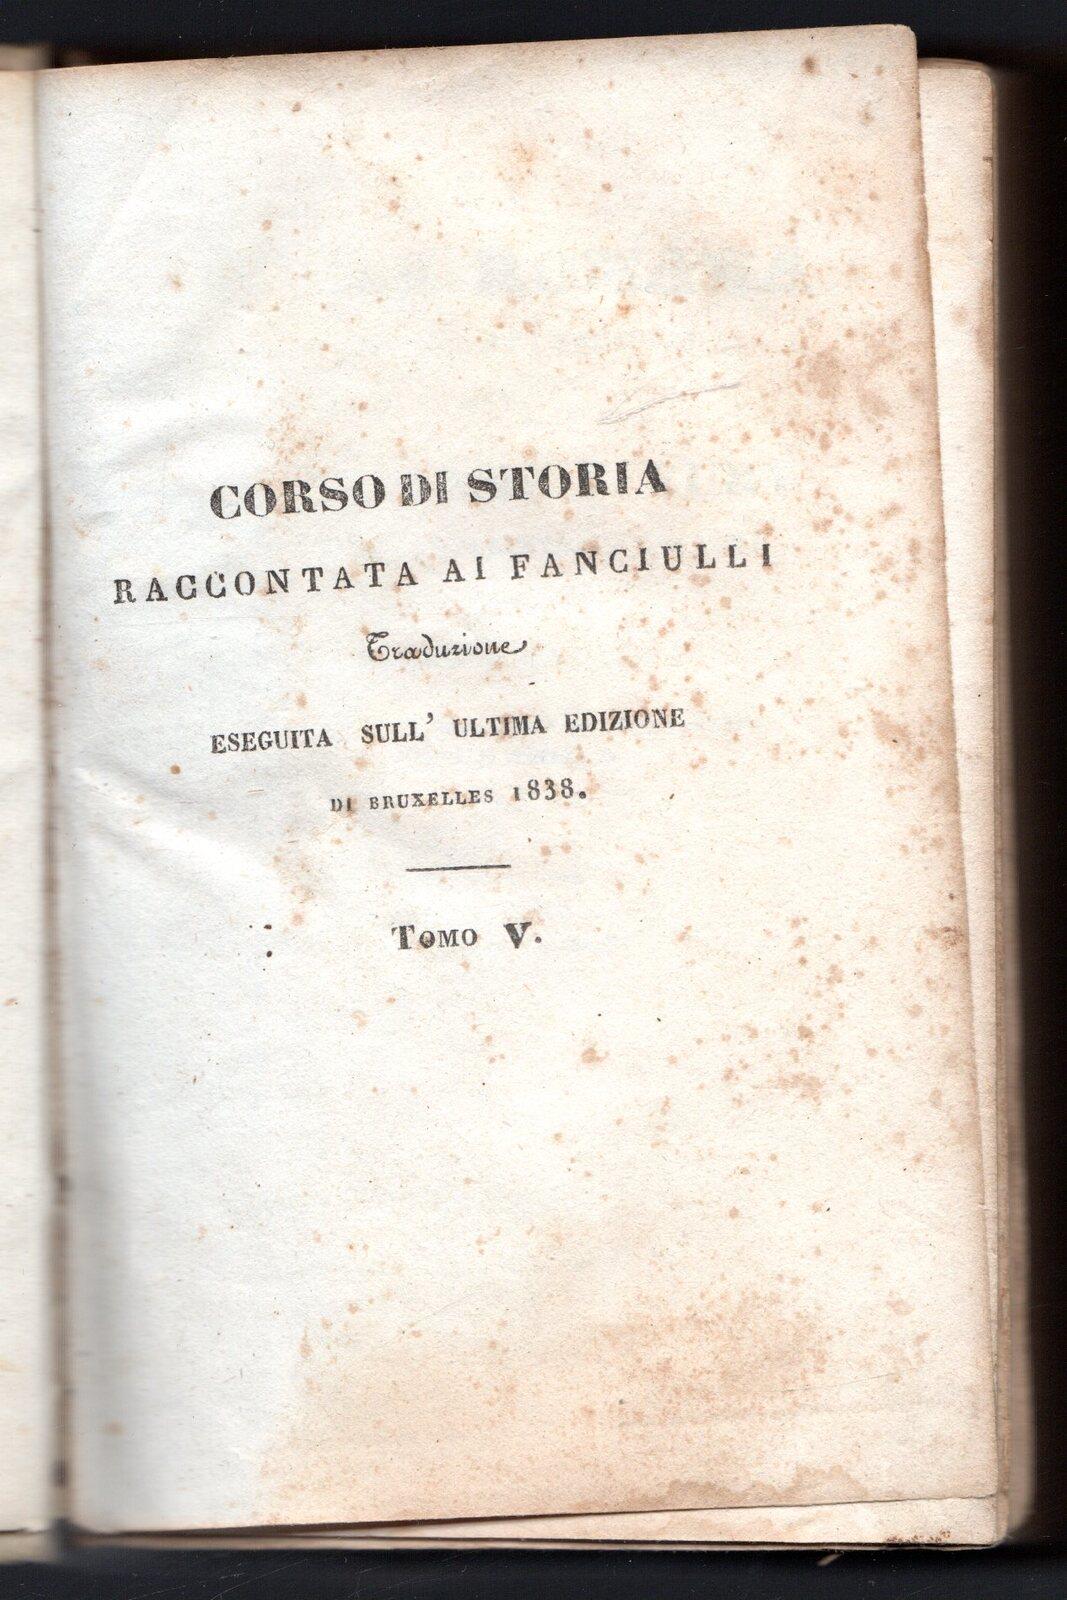 CORSO DI STORIA
RACCONTATA AI FANCIULLI
Traduzione
ESEGUITA SULL' ULTIMA EDIZIONE
DI BRUXELLES 1838.
TOMO V.